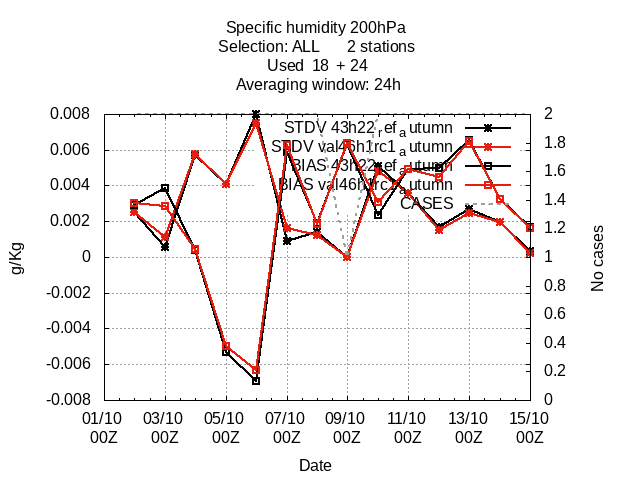 Specific humidity 200hPa
Selection: ALL 2 stations
Used 18 + 24
Averaging window: 24h
0.008
0.006
0.004
0.002
0
-0.002
-0.004
-0.006
-0.008
g/Kg
STDV 43h22ref_autumn
STDV val46h1rc1_autumn
BIAS 43h22ref_autumn
BIAS val46h1rc1_autumn
CASES
2
1.8
1.6
1.4
1.2
1
0.8
0.6
0.4
0.2
0
No cases
01/10 03/10 05/10 07/10 09/10 11/10 13/10 15/10
00Z 00Z 00Z 00Z 00Z 00Z 00Z 00Z
Date